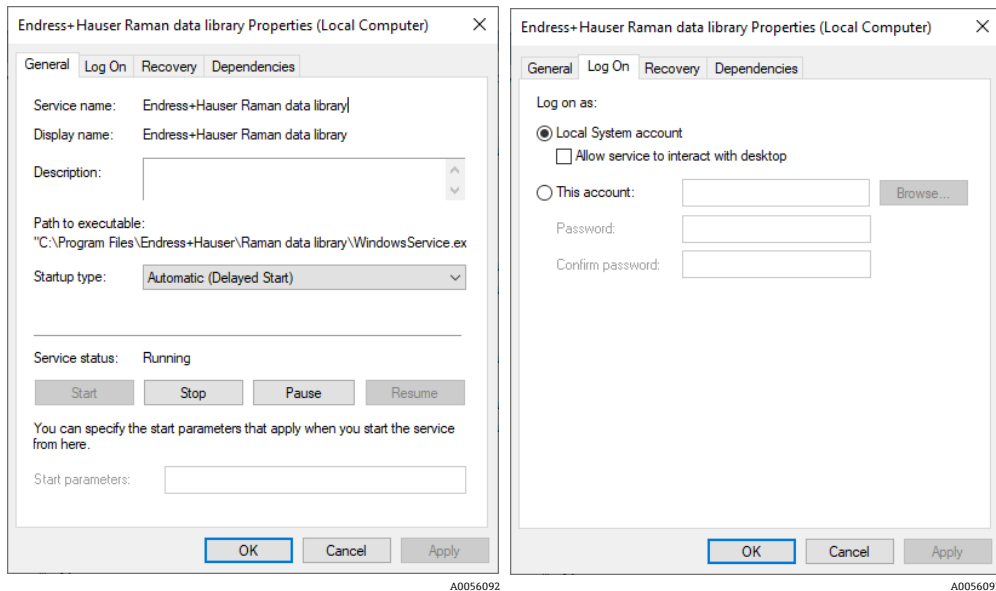 Endress+Hauser Raman data library Properties (Local Computer)
General Log On Recovery Dependencies
Service name: Endress+Hauser Raman data library
Display name: Endress+Hauser Raman data library
Description:
Path to executable:
"C:\Program Files\Endress+Hauser\Raman data library\WindowsService.ex
Startup type: Automatic (Delayed Start)
Service status: Running
Start Stop Pause Resume
You can specify the start parameters that apply when you start the service
from here.
Start parameters:
OK Cancel Apply
A0056092
Endress+Hauser Raman data library Properties (Local Computer)
General Log On Recovery Dependencies
Log on as:
Local System account
Allow service to interact with desktop
This account: Browse...
Password:
Confirm password:
OK Cancel Apply